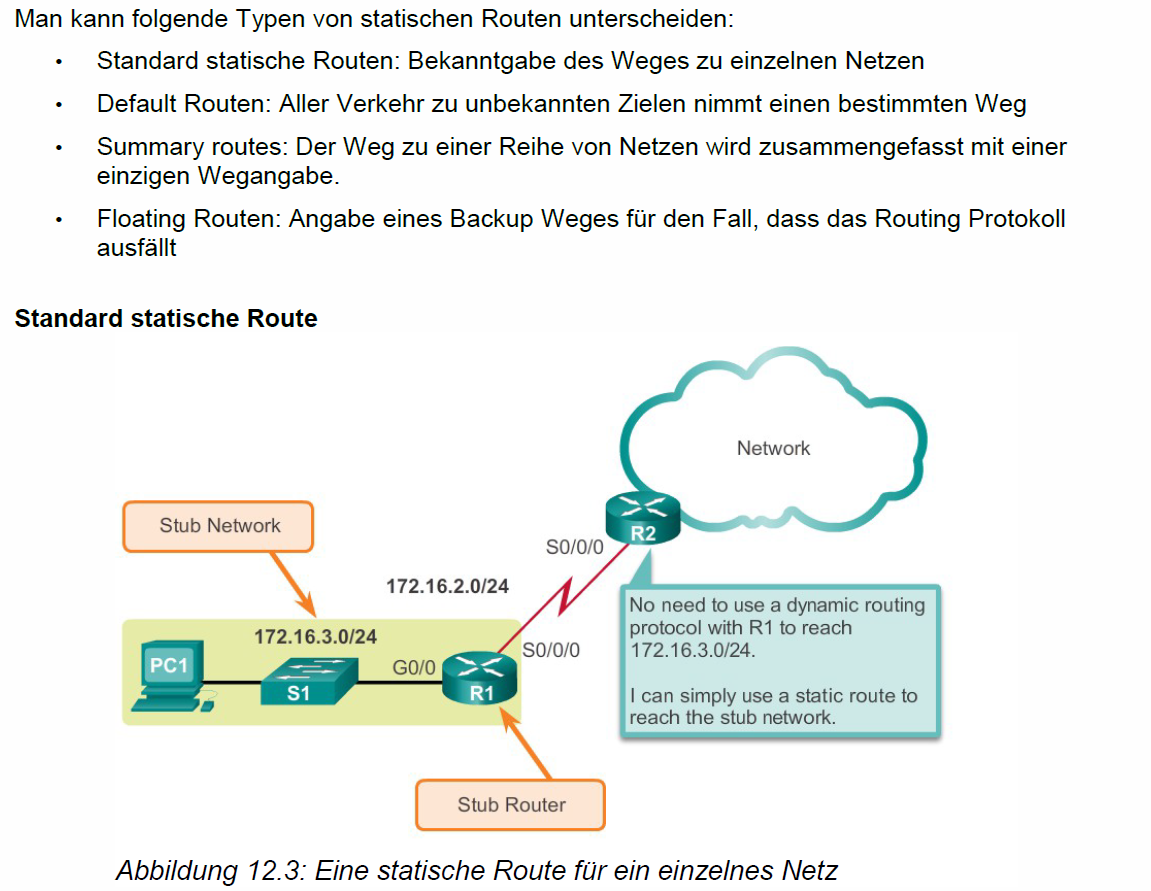 Man kann folgende Typen von statischen Routen unterscheiden:
• Standard statische Routen: Bekanntgabe des Weges zu einzelnen Netzen
• Default Routen: Aller Verkehr zu unbekannten Zielen nimmt einen bestimmten Weg
• Summary routes: Der Weg zu einer Reihe von Netzen wird zusammengefasst mit einer
einzigen Wegangabe.
• Floating Routen: Angabe eines Backup Weges für den Fall, dass das Routing Protokoll
ausfällt
Standard statische Route
Network
Stub Network
R2
S0/0/0
172.16.2.0/24
No need to use a dynamic routing
protocol with R1 to reach
172.16.3.0/24.
I can simply use a static route to
reach the stub network.
172.16.3.0/24
S0/0/0
PC1
G0/0
S1
R1
Stub Router
Abbildung 12.3: Eine statische Route für ein einzelnes Netz